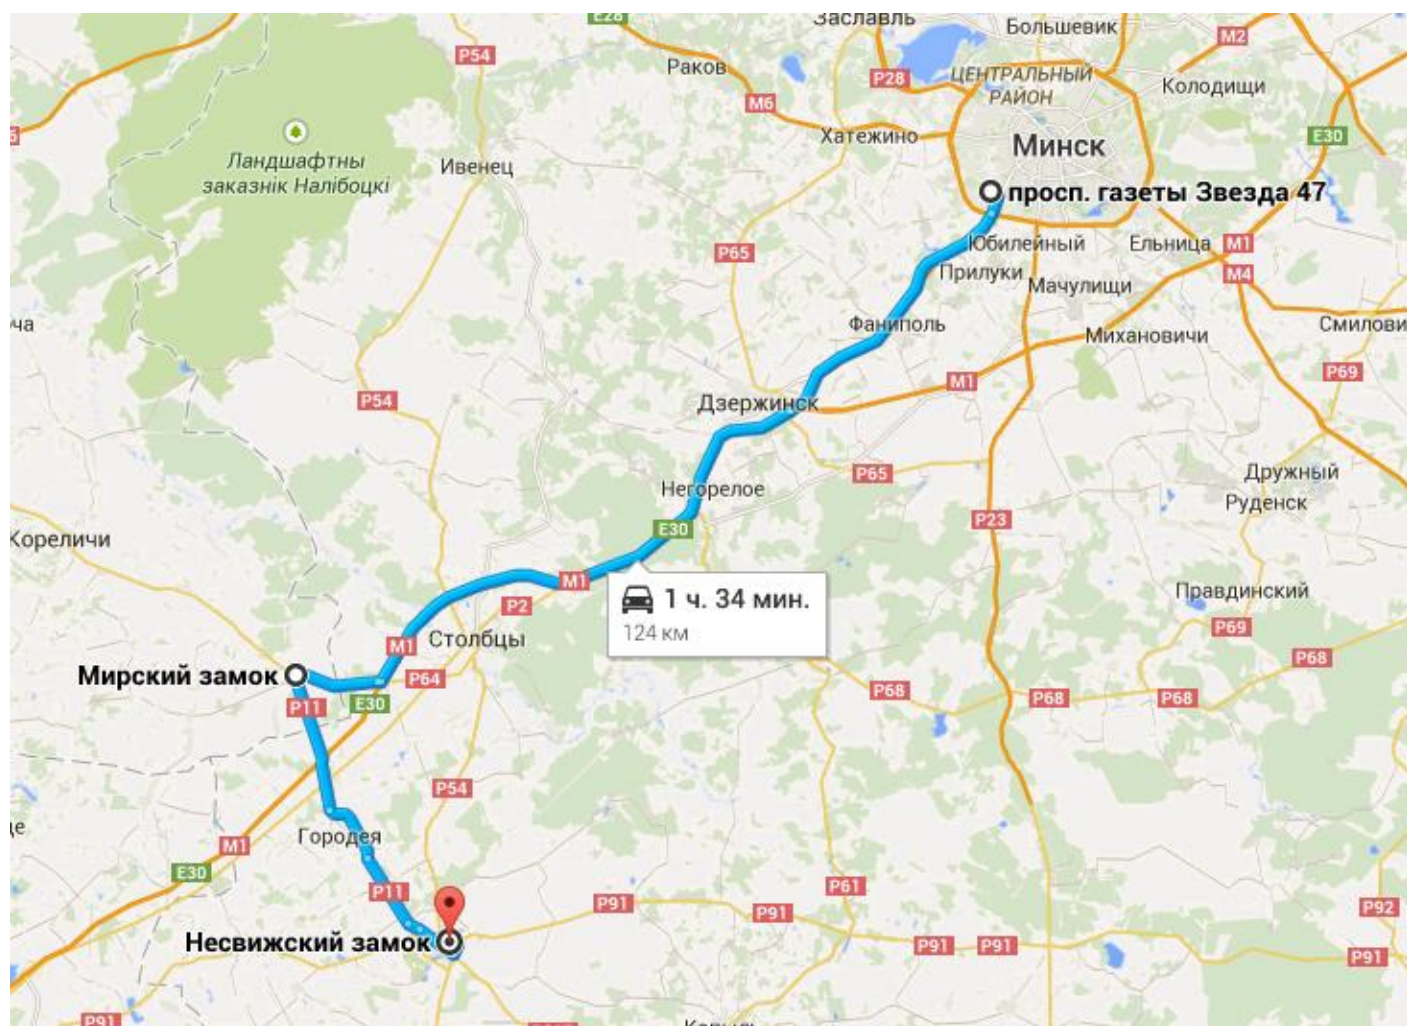 E28
Заславль
Большевик
M2
P54
Раков
P28
ЦЕНТРАЛЬНЫЙ
РАЙОН
Колодищи
M6
Хатежино
E30
Минск
Ландшафтны
заказнік Налібоцкі
Ивенец
просп. газеты Звезда 47
P65
Юбилейный
Ельница
M1
Прилуки
M4
Мачулищи
Фаниполь
Михановичи
Смилови
P69
M1
P54
Дзержинск
P65
Дружный
Негорелое
Руденск
P23
E30
Кореличи
M1
P2
1 ч. 34 мин.
124 км
Правдинский
P69
Столбцы
M1
P68
Мирский замок
P64
P68
P68
P68
P11
E30
P54
Городея
M1
E30
P11
P61
P91
P91
P92
Несвижский замок
P91
P91
P91
P91